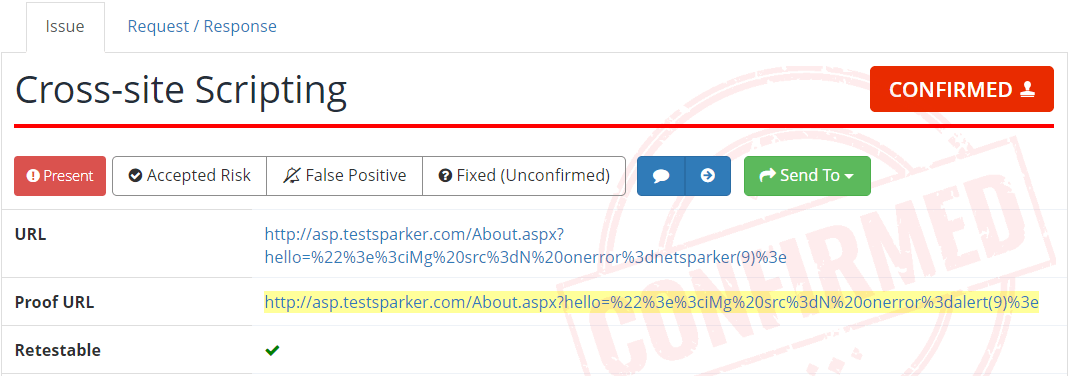 Issue Request / Response
Cross-site Scripting CONFIRMED
Present Accepted Risk False Positive Fixed (Unconfirmed) Send To
URL http://asp.testsparker.com/About.aspx?
hello=%22%3e%3ciMg%20src%3dN%20onerror%3dnetsparker(9)%3e
Proof URL http://asp.testsparker.com/About.aspx?hello=%22%3e%3ciMg%20src%3dN%20onerror%3dalert(9)%3e
Retestable
CONFIRMED